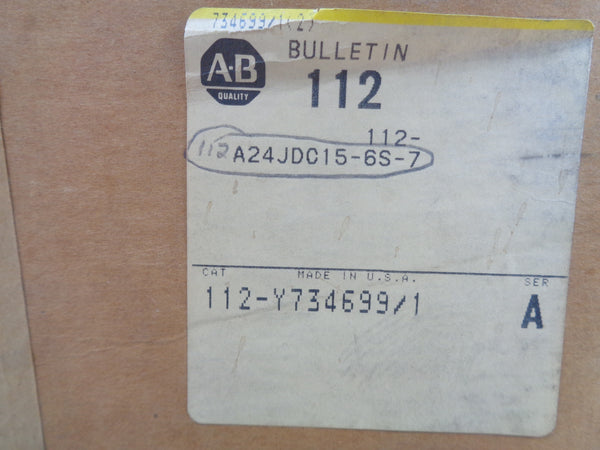 734699/1(2)
A-B
QUALITY
BULLETIN
112
112-
112 A24JDC15-6S-7
CAT MADE IN U.S.A. SER
112-Y734699/1 A